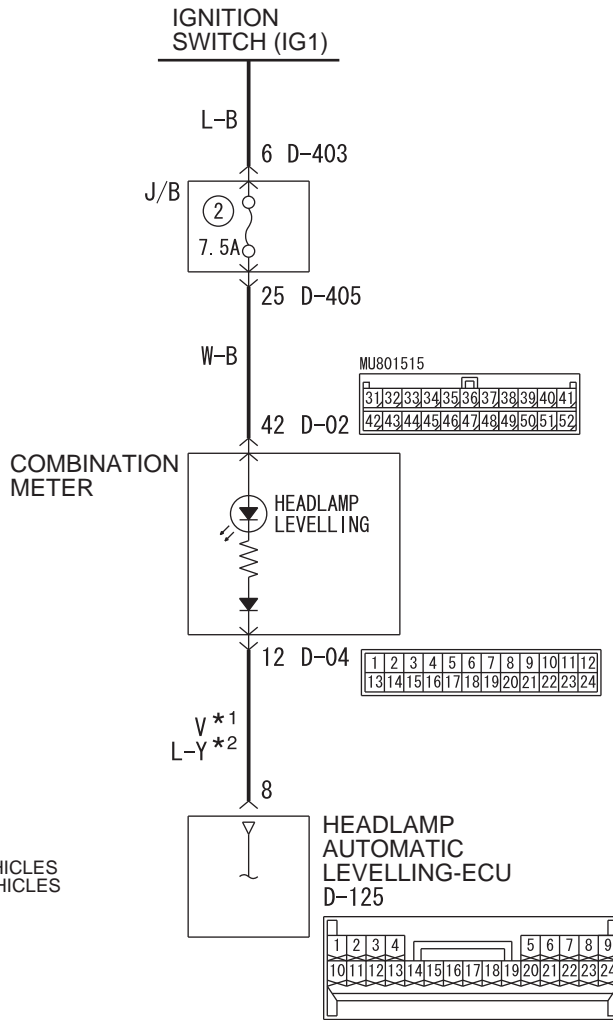 IGNITION
SWITCH (IG1)
L-B
6 D-403
J/B
2
7.5A
25 D-405
W-B
MU801515
31 32 33 34 35 36 37 38 39 40 41
42 43 44 45 46 47 48 49 50 51 52
42 D-02
COMBINATION
METER
HEADLAMP
LEVELLING
12 D-04
1 2 3 4 5 6 7 8 9 10 11 12
13 14 15 16 17 18 19 20 21 22 23 24
V *1
L-Y *2
8
HEADLAMP
AUTOMATIC
LEVELLING-ECU
D-125
HICLES
HICLES
1 2 3 4 5 6 7 8 9
10 11 12 13 14 15 16 17 18 19 20 21 22 23 24